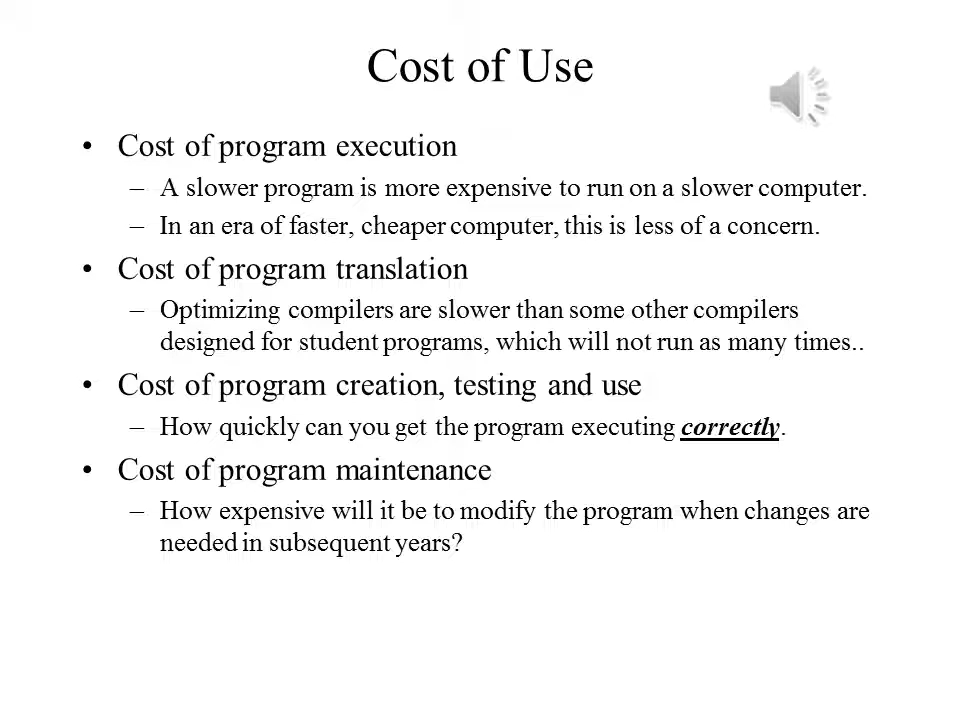 Cost of Use
• Cost of program execution
– A slower program is more expensive to run on a slower computer.
– In an era of faster, cheaper computer, this is less of a concern.
• Cost of program translation
– Optimizing compilers are slower than some other compilers
designed for student programs, which will not run as many times..
• Cost of program creation, testing and use
– How quickly can you get the program executing correctly.
• Cost of program maintenance
– How expensive will it be to modify the program when changes are
needed in subsequent years?